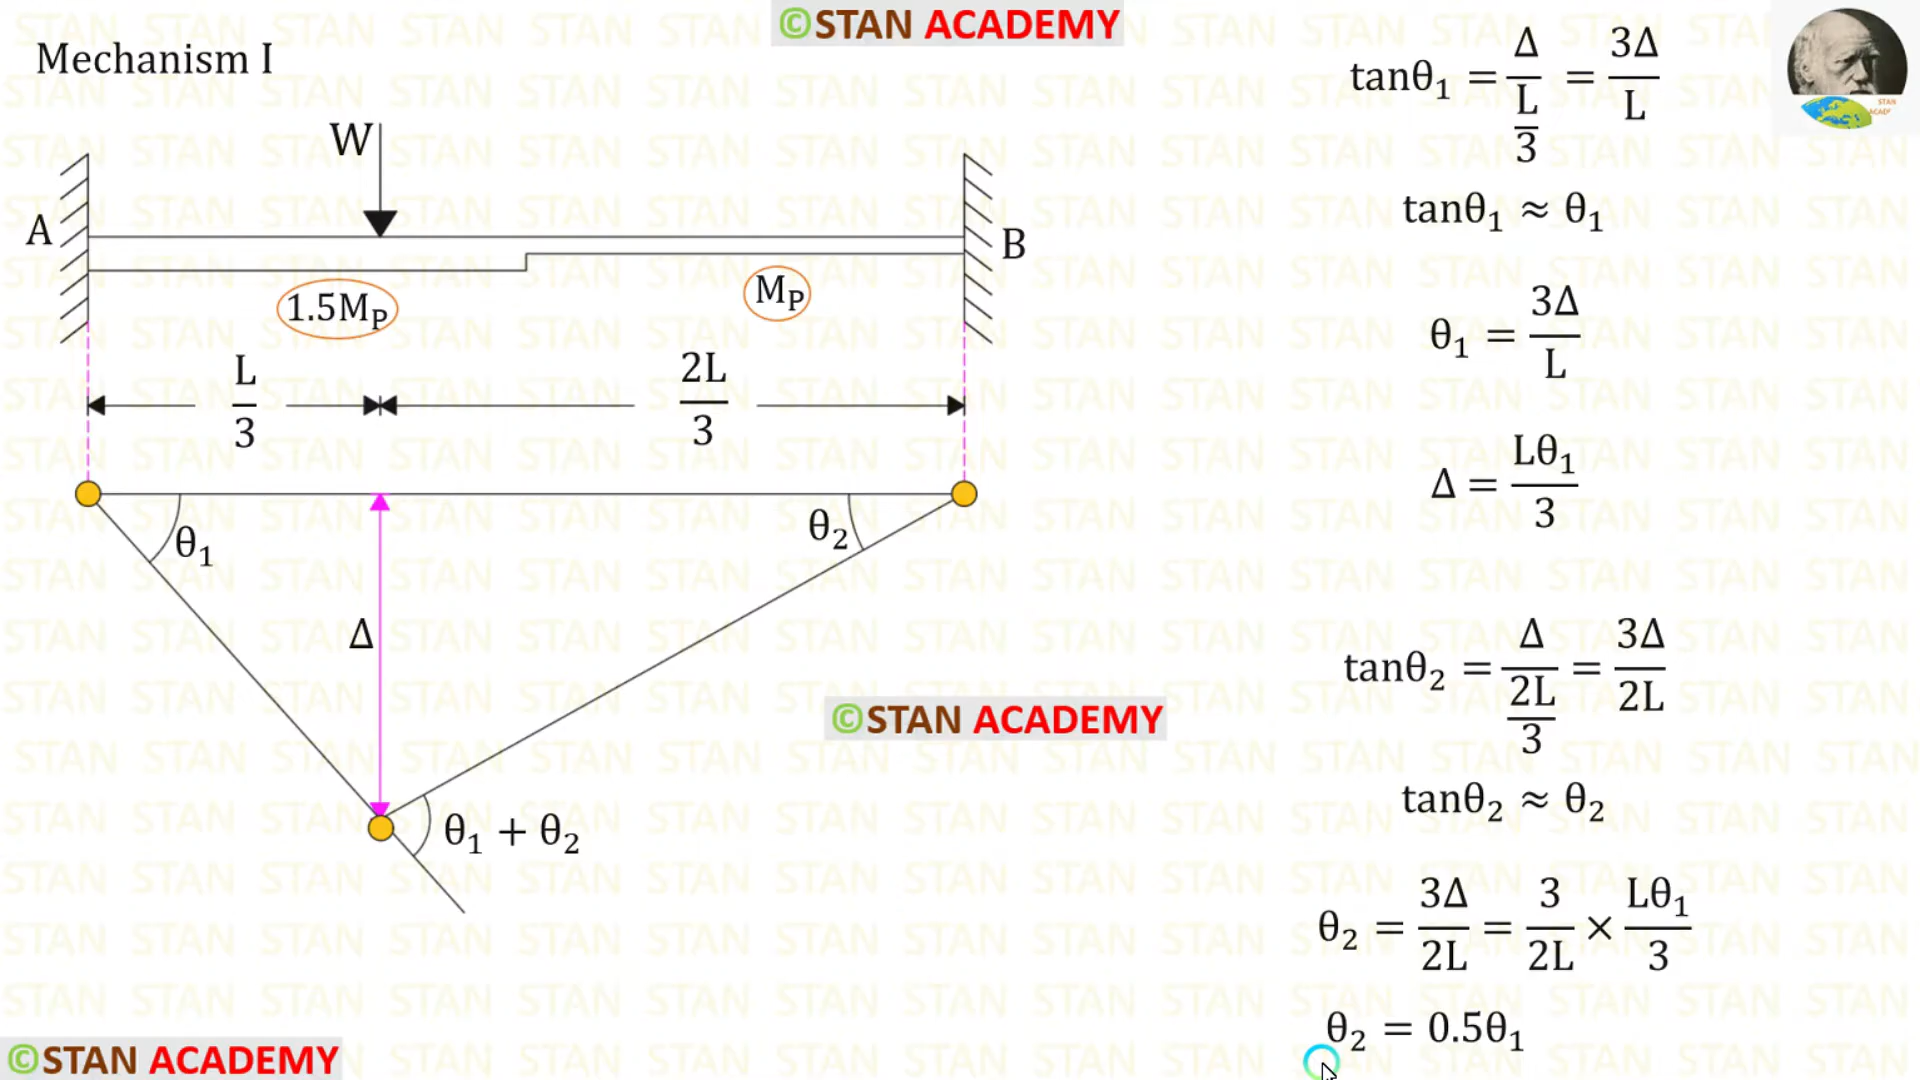 ©STAN ACADEMY
Mechanism I
W
A
B
1.5Mₚ
Mₚ
L/3
2L/3
θ₁
θ₂
Δ
θ₁ + θ₂
©STAN ACADEMY
©STAN ACADEMY
tanθ₁ = Δ/(L/3) = 3Δ/L
tanθ₁ ≈ θ₁
θ₁ = 3Δ/L
Δ = Lθ₁/3
tanθ₂ = Δ/(2L/3) = 3Δ/2L
tanθ₂ ≈ θ₂
θ₂ = 3Δ/2L = 3/2L × Lθ₁/3
θ₂ = 0.5θ₁
STAN
ACADY